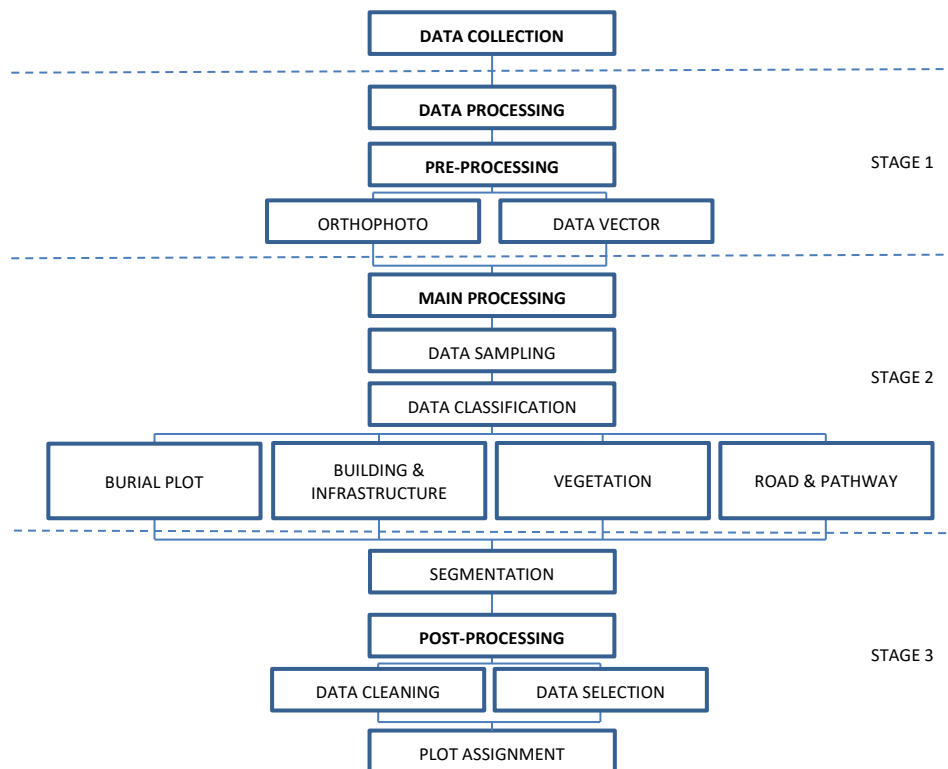 DATA COLLECTION
DATA PROCESSING
PRE-PROCESSING
STAGE 1
ORTHOPHOTO
DATA VECTOR
MAIN PROCESSING
DATA SAMPLING
STAGE 2
DATA CLASSIFICATION
BURIAL PLOT
BUILDING &
INFRASTRUCTURE
VEGETATION
ROAD & PATHWAY
SEGMENTATION
POST-PROCESSING
STAGE 3
DATA CLEANING
DATA SELECTION
PLOT ASSIGNMENT